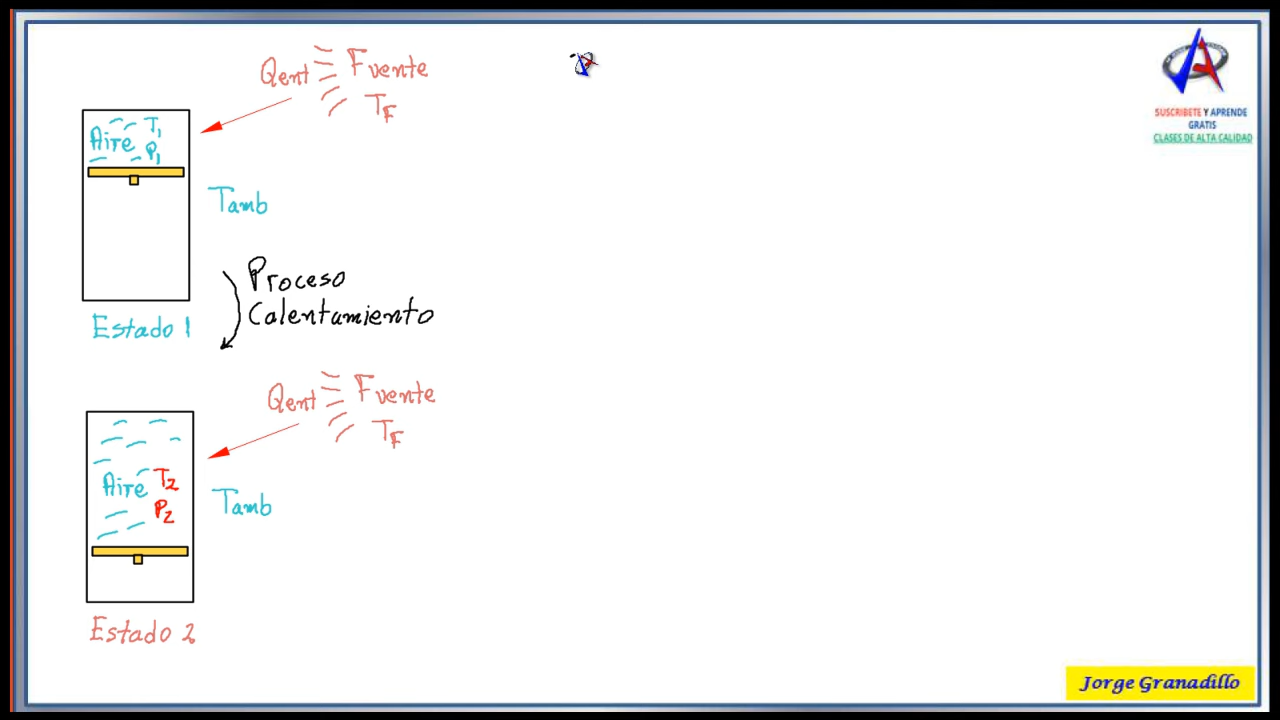 Qent Fuente
TF
Aire T1
P1
Tamb
Proceso
Calentamiento
Estado 1
Qent Fuente
TF
Aire T2
P2
Tamb
Estado 2
SUSCRIBETE Y APRENDE
GRATIS
CLASES DE ALTA CALIDAD
Jorge Granadillo